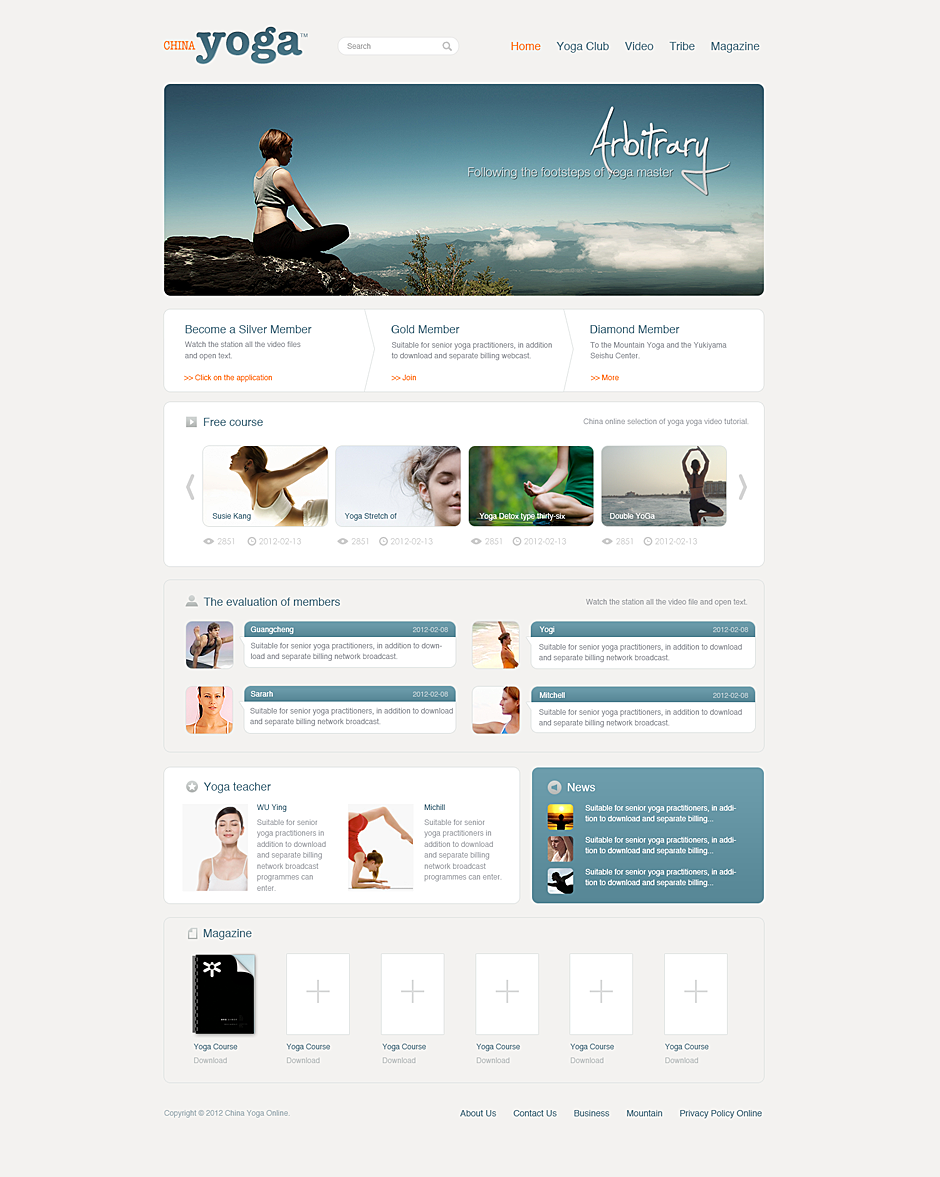 CHINA yoga™
Search
Home Yoga Club Video Tribe Magazine
Arbitrary
Following the footsteps of yega master
Become a Silver Member
Watch the station all the video files
and open text.
>> Click on the application
Gold Member
Suitable for senior yoga practitioners, in addition
to download and separate billing webcast.
>> Join
Diamond Member
To the Mountain Yoga and the Yukiyama
Seishu Center.
>> More
Free course
China online selection of yoga yoga video tutorial.
Susie Kang
Yoga Stretch of
Yoga Detox type thirty-six
Double YoGa
2851 2012-02-13
2851 2012-02-13
2851 2012-02-13
2851 2012-02-13
The evaluation of members
Watch the station all the video file and open text.
Guangcheng 2012-02-08
Suitable for senior yoga practitioners, in addition to down-
load and separate billing network broadcast.
Yogi 2012-02-08
Suitable for senior yoga practitioners, in addition to download
and separate billing network broadcast.
Sararh 2012-02-08
Suitable for senior yoga practitioners, in addition to download
and separate billing network broadcast.
Mitchell 2012-02-08
Suitable for senior yoga practitioners, in addition to download
and separate billing network broadcast.
Yoga teacher
WU Ying
Suitable for senior
yoga practitioners in
addition to download
and separate billing
network broadcast
programmes can
enter.
Michill
Suitable for senior
yoga practitioners in
addition to download
and separate billing
network broadcast
programmes can enter.
News
Suitable for senior yoga practitioners, in addi-
tion to download and separate billing...
Suitable for senior yoga practitioners, in addi-
tion to download and separate billing...
Suitable for senior yoga practitioners, in addi-
tion to download and separate billing...
Magazine
Yoga Course
Download
Yoga Course
Download
Yoga Course
Download
Yoga Course
Download
Yoga Course
Download
Yoga Course
Download
Copyright © 2012 China Yoga Online.
About Us Contact Us Business Mountain Privacy Policy Online